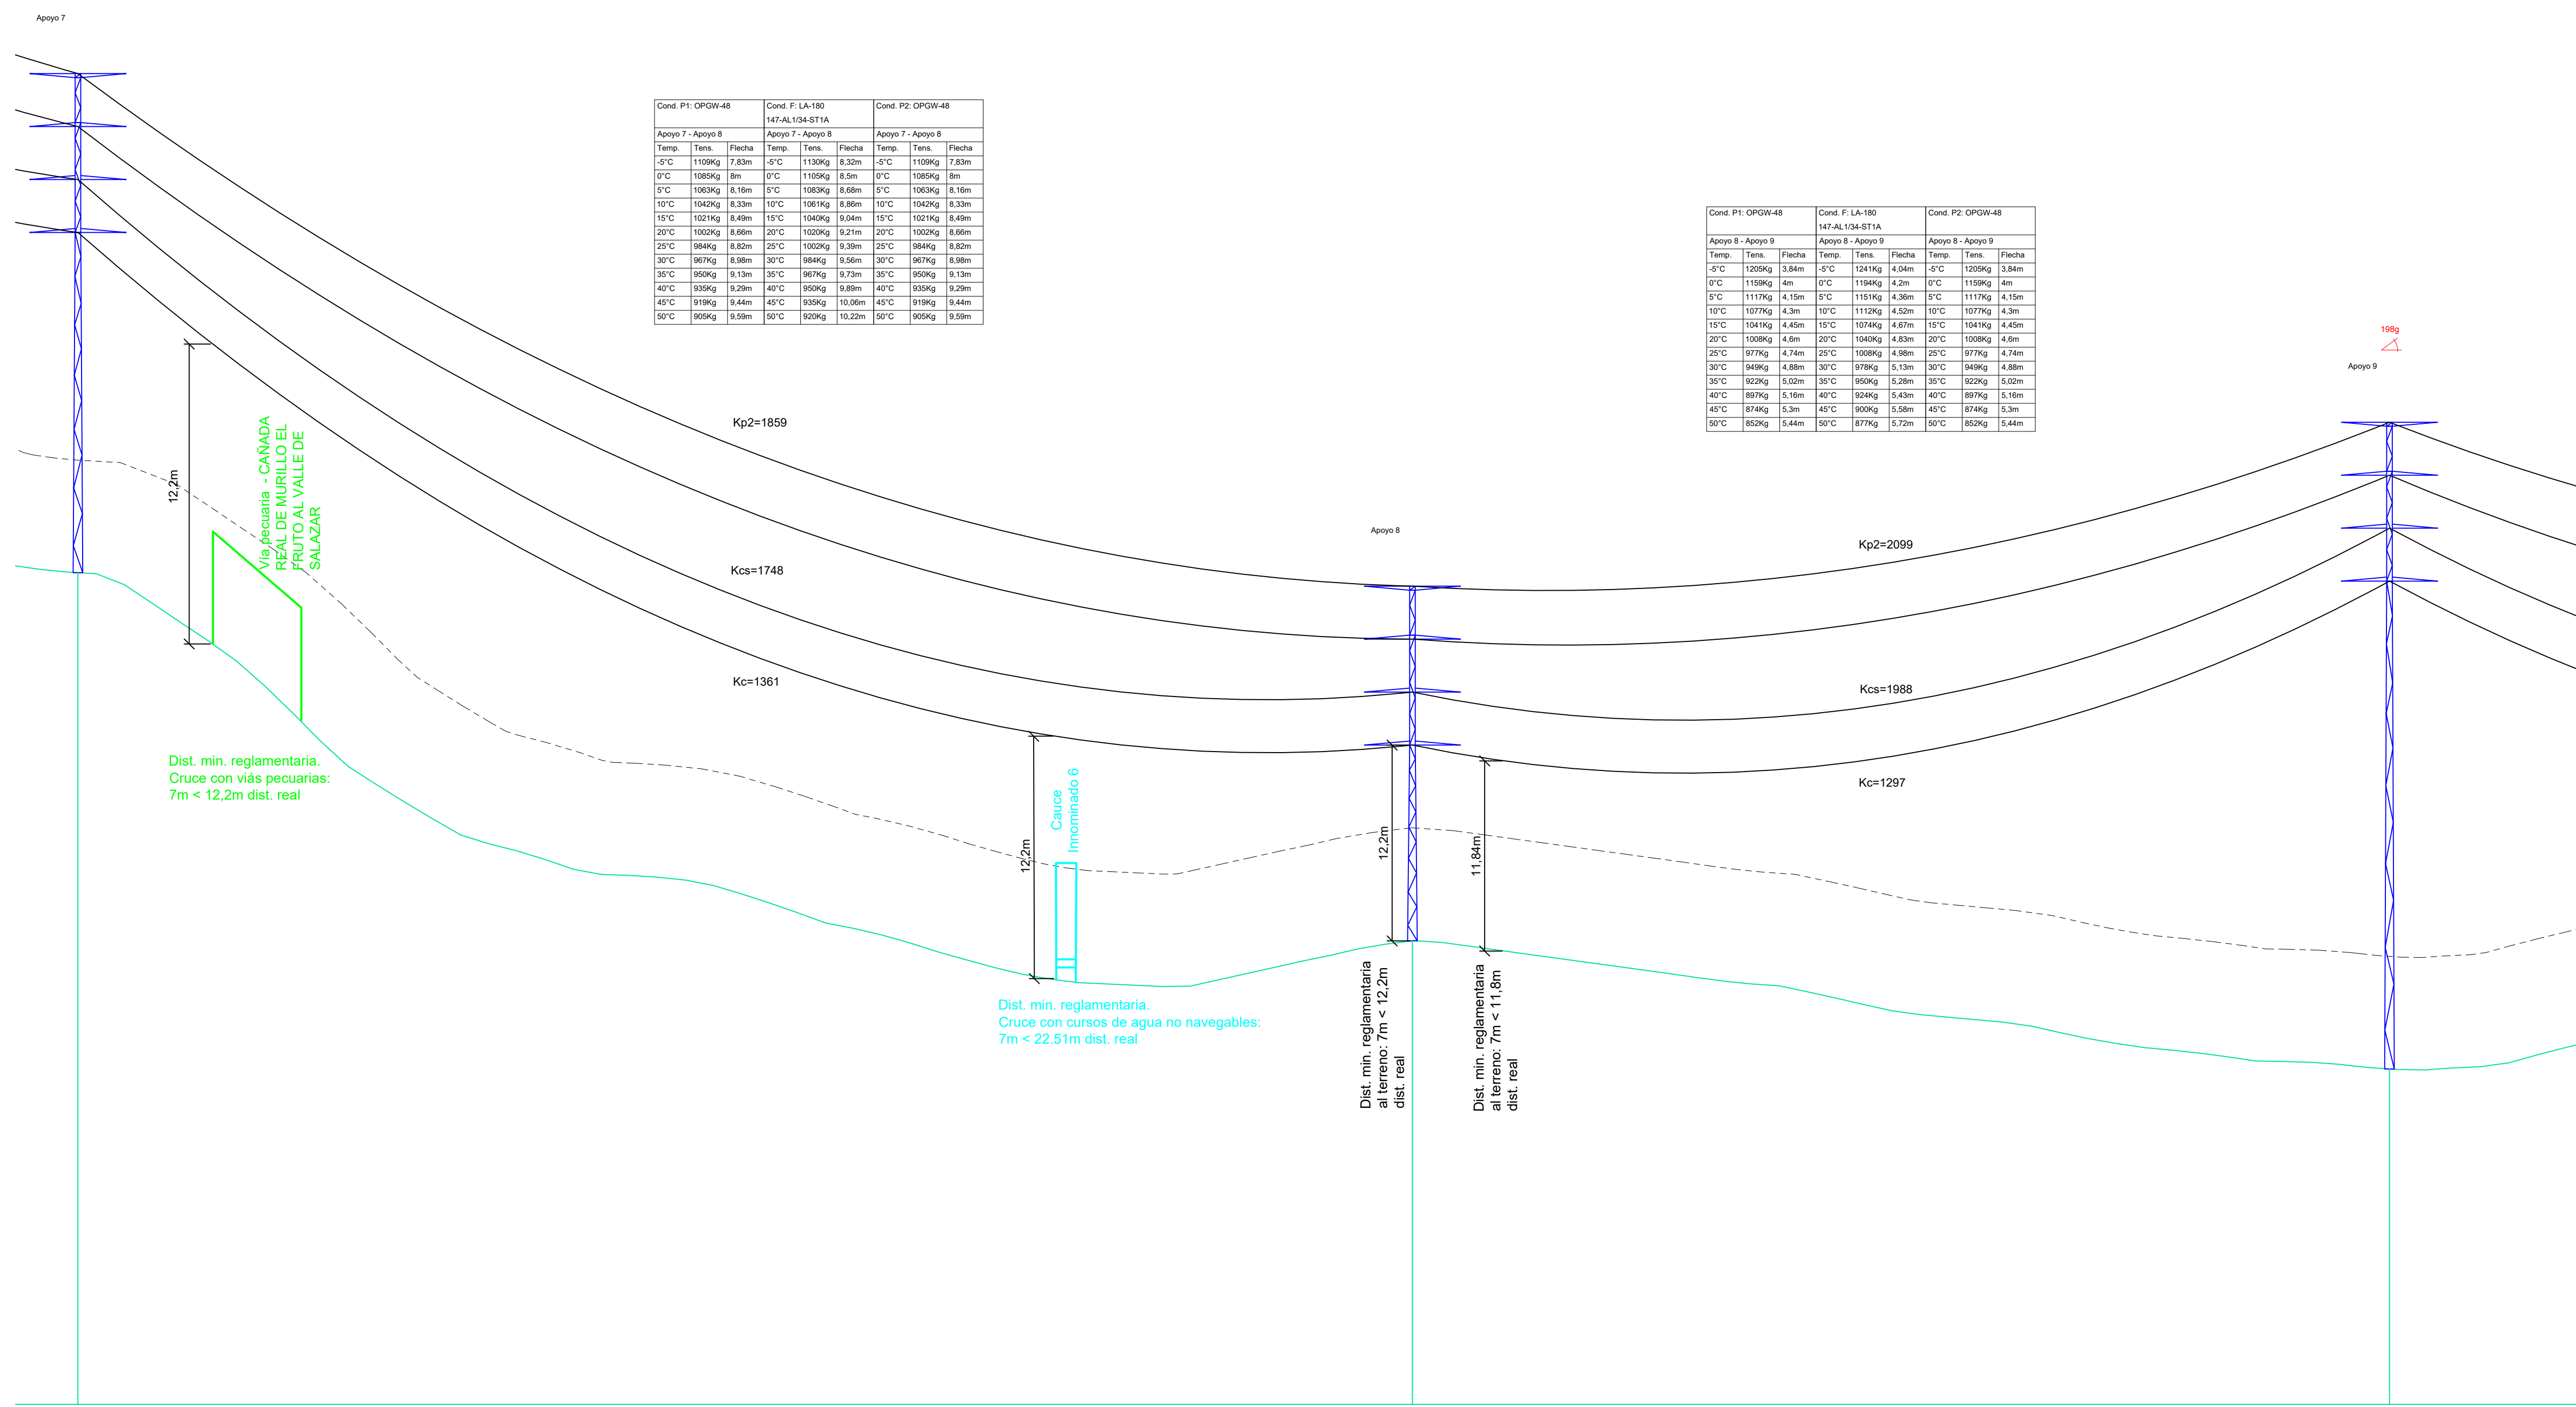 Apoyo 7
Cond. P1: OPGW-48 Cond. F: LA-180 Cond. P2: OPGW-48
147-AL1/34-ST1A
Apoyo 7 - Apoyo 8 Apoyo 7 - Apoyo 8 Apoyo 7 - Apoyo 8
Temp. Tens. Flecha Temp. Tens. Flecha Temp. Tens. Flecha
-5°C 1109Kg 7,83m -5°C 1130Kg 8,32m -5°C 1109Kg 7,83m
0°C 1085Kg 8m 0°C 1105Kg 8,5m 0°C 1085Kg 8m
5°C 1063Kg 8,16m 5°C 1083Kg 8,68m 5°C 1063Kg 8,16m
10°C 1042Kg 8,33m 10°C 1061Kg 8,86m 10°C 1042Kg 8,33m
15°C 1021Kg 8,49m 15°C 1040Kg 9,04m 15°C 1021Kg 8,49m
20°C 1002Kg 8,66m 20°C 1020Kg 9,21m 20°C 1002Kg 8,66m
25°C 984Kg 8,82m 25°C 1002Kg 9,39m 25°C 984Kg 8,82m
30°C 967Kg 8,98m 30°C 984Kg 9,56m 30°C 967Kg 8,98m
35°C 950Kg 9,13m 35°C 967Kg 9,73m 35°C 950Kg 9,13m
40°C 935Kg 9,29m 40°C 950Kg 9,89m 40°C 935Kg 9,29m
45°C 919Kg 9,44m 45°C 935Kg 10,06m 45°C 919Kg 9,44m
50°C 905Kg 9,59m 50°C 920Kg 10,22m 50°C 905Kg 9,59m
Cond. P1: OPGW-48 Cond. F: LA-180 Cond. P2: OPGW-48
147-AL1/34-ST1A
Apoyo 8 - Apoyo 9 Apoyo 8 - Apoyo 9 Apoyo 8 - Apoyo 9
Temp. Tens. Flecha Temp. Tens. Flecha Temp. Tens. Flecha
-5°C 1205Kg 3,84m -5°C 1241Kg 4,04m -5°C 1205Kg 3,84m
0°C 1159Kg 4m 0°C 1194Kg 4,2m 0°C 1159Kg 4m
5°C 1117Kg 4,15m 5°C 1151Kg 4,36m 5°C 1117Kg 4,15m
10°C 1077Kg 4,3m 10°C 1112Kg 4,52m 10°C 1077Kg 4,3m
15°C 1041Kg 4,45m 15°C 1074Kg 4,67m 15°C 1041Kg 4,45m
20°C 1008Kg 4,6m 20°C 1040Kg 4,83m 20°C 1008Kg 4,6m
25°C 977Kg 4,74m 25°C 1008Kg 4,98m 25°C 977Kg 4,74m
30°C 949Kg 4,88m 30°C 978Kg 5,13m 30°C 949Kg 4,88m
35°C 922Kg 5,02m 35°C 950Kg 5,28m 35°C 922Kg 5,02m
40°C 897Kg 5,16m 40°C 924Kg 5,43m 40°C 897Kg 5,16m
45°C 874Kg 5,3m 45°C 900Kg 5,58m 45°C 874Kg 5,3m
50°C 852Kg 5,44m 50°C 877Kg 5,72m 50°C 852Kg 5,44m
198g
Apoyo 9
Kp2=1859
Vía pecuaria - CAÑADA
REAL DE MURILLO EL
FRUTO AL VALLE DE
SALAZAR
12,2m
Apoyo 8
Kp2=2099
Kcs=1748
Kc=1361
Kcs=1988
Kc=1297
Dist. min. reglamentaria.
Cruce con viás pecuarias:
7m < 12,2m dist. real
Cauce
Innominado 6
12,2m
12,2m
11,84m
Dist. min. reglamentaria.
Cruce con cursos de agua no navegables:
7m < 22.51m dist. real
Dist. min. reglamentaria
al terreno: 7m < 12,2m
dist. real
Dist. min. reglamentaria
al terreno: 7m < 11,8m
dist. real